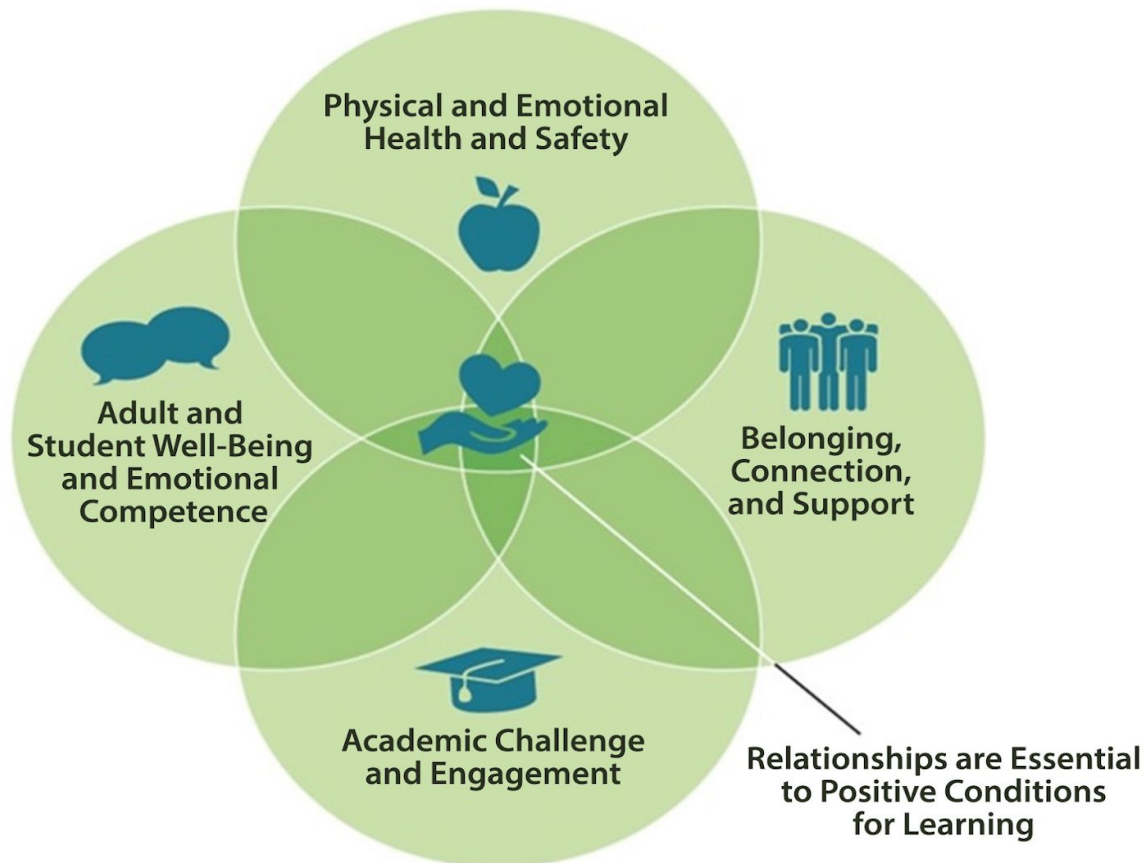 Physical and Emotional
Health and Safety
Adult and
Student Well-Being
and Emotional
Competence
Belonging,
Connection,
and Support
Academic Challenge
and Engagement
Relationships are Essential
to Positive Conditions
for Learning